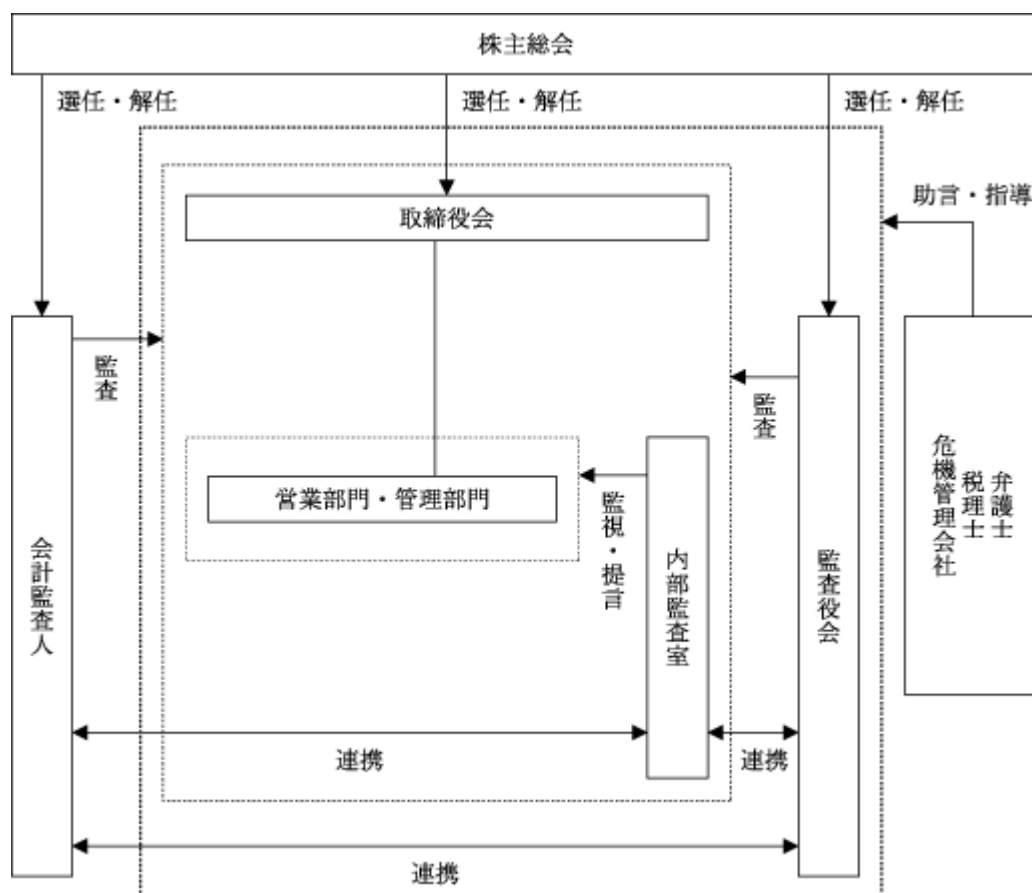 株主総会
選任・解任
選任・解任
選任・解任
助言・指導
取締役会
監査
監査
営業部門・管理部門
監視・提言
会計監査人
内部監査室
監査役会
弁護士
税理士
危機管理会社
連携
連携
連携